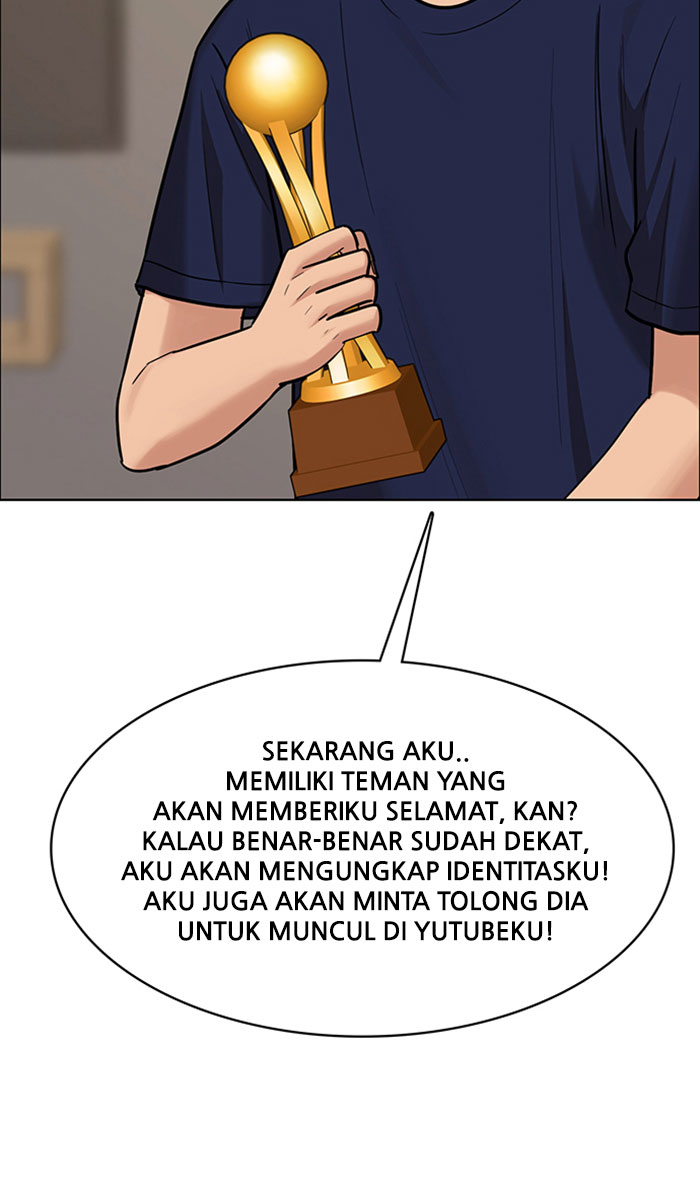 SEKARANG AKU..
MEMILIKI TEMAN YANG
AKAN MEMBERIKU SELAMAT, KAN?
KALAU BENAR-BENAR SUDAH DEKAT,
AKU AKAN MENGUNGKAP IDENTITASKU!
AKU JUGA AKAN MINTA TOLONG DIA
UNTUK MUNCUL DI YUTUBEKU!